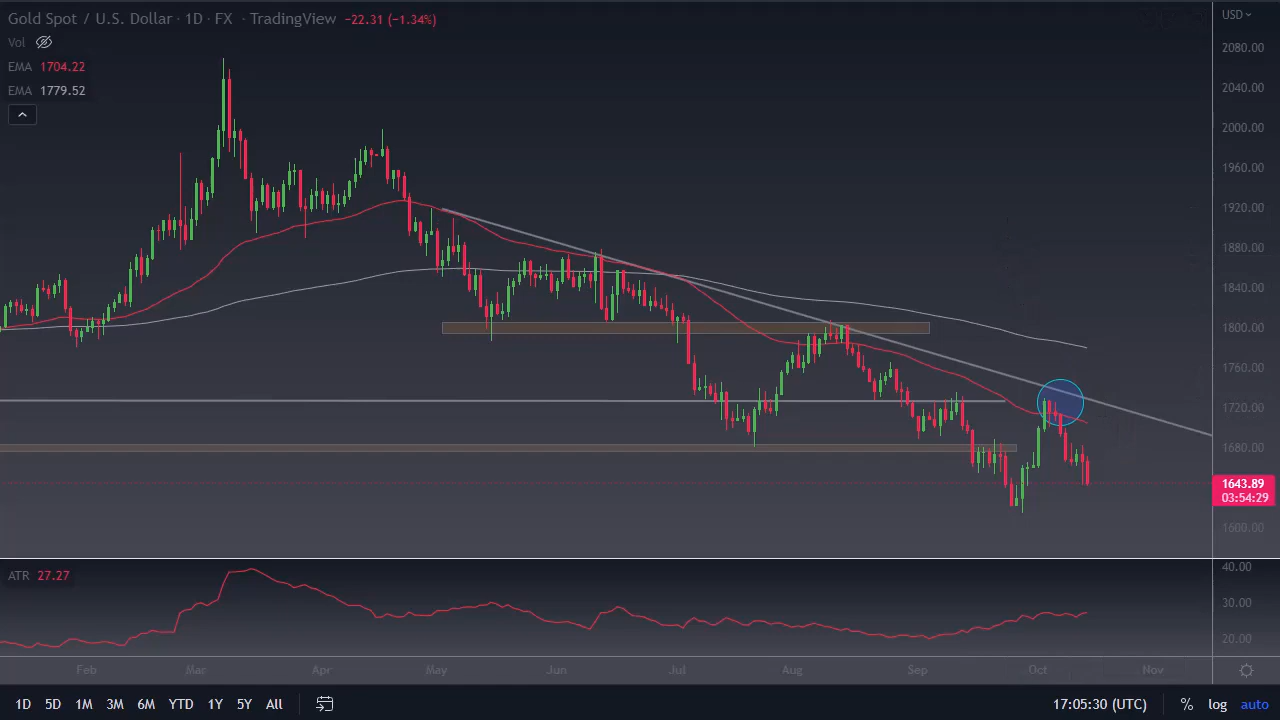 Gold Spot / U.S. Dollar · 1D · FX · TradingView −22.31 (−1.34%)
USD
Vol
EMA 1704.22
EMA 1779.52
2080.00
2040.00
2000.00
1960.00
1920.00
1880.00
1840.00
1800.00
1760.00
1720.00
1680.00
1643.89
03:54:29
1600.00
ATR 27.27
40.00
30.00
20.00
Feb Mar Apr May Jun Jul Aug Sep Oct Nov
1D 5D 1M 3M 6M YTD 1Y 5Y All 17:05:30 (UTC) % log auto